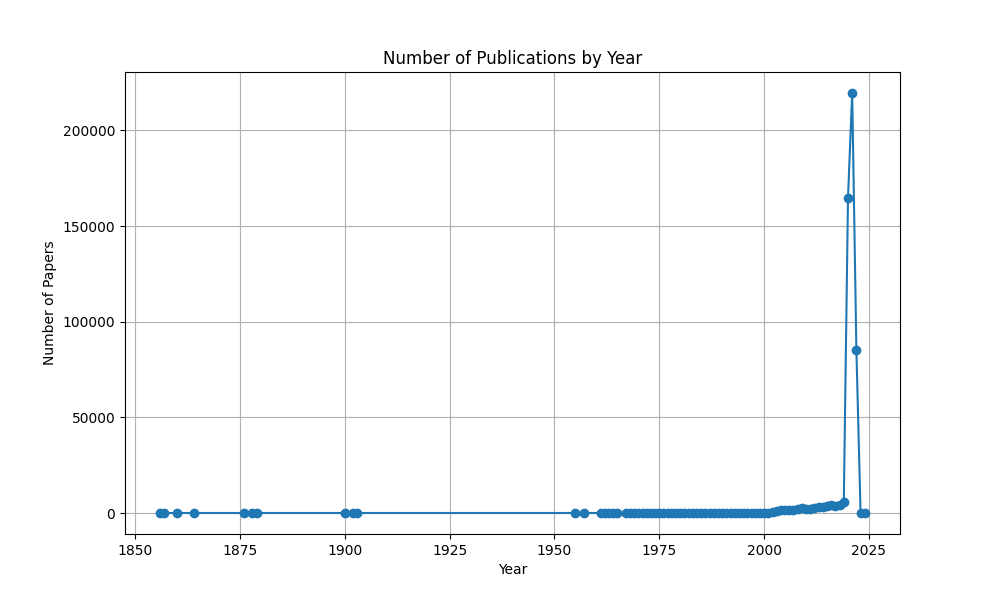 Number of Publications by Year
Number of Papers
200000
150000
100000
50000
0
1850 1875 1900 1925 1950 1975 2000 2025
Year